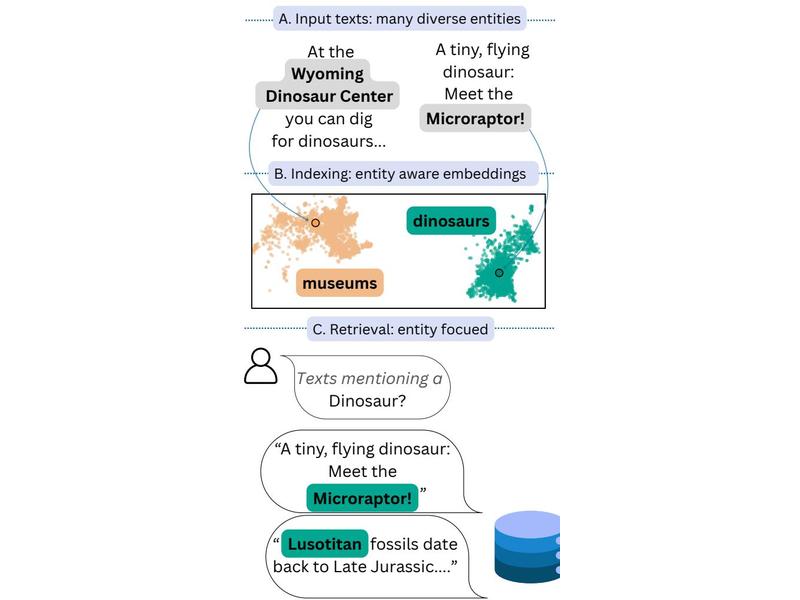 A. Input texts: many diverse entities
At the
Wyoming
Dinosaur Center
you can dig
for dinosaurs...
A tiny, flying
dinosaur:
Meet the
Microraptor!
B. Indexing: entity aware embeddings
dinosaurs
museums
C. Retrieval: entity focued
Texts mentioning a
Dinosaur?
“A tiny, flying dinosaur:
Meet the
Microraptor! ”
“ Lusotitan fossils date
back to Late Jurassic....”